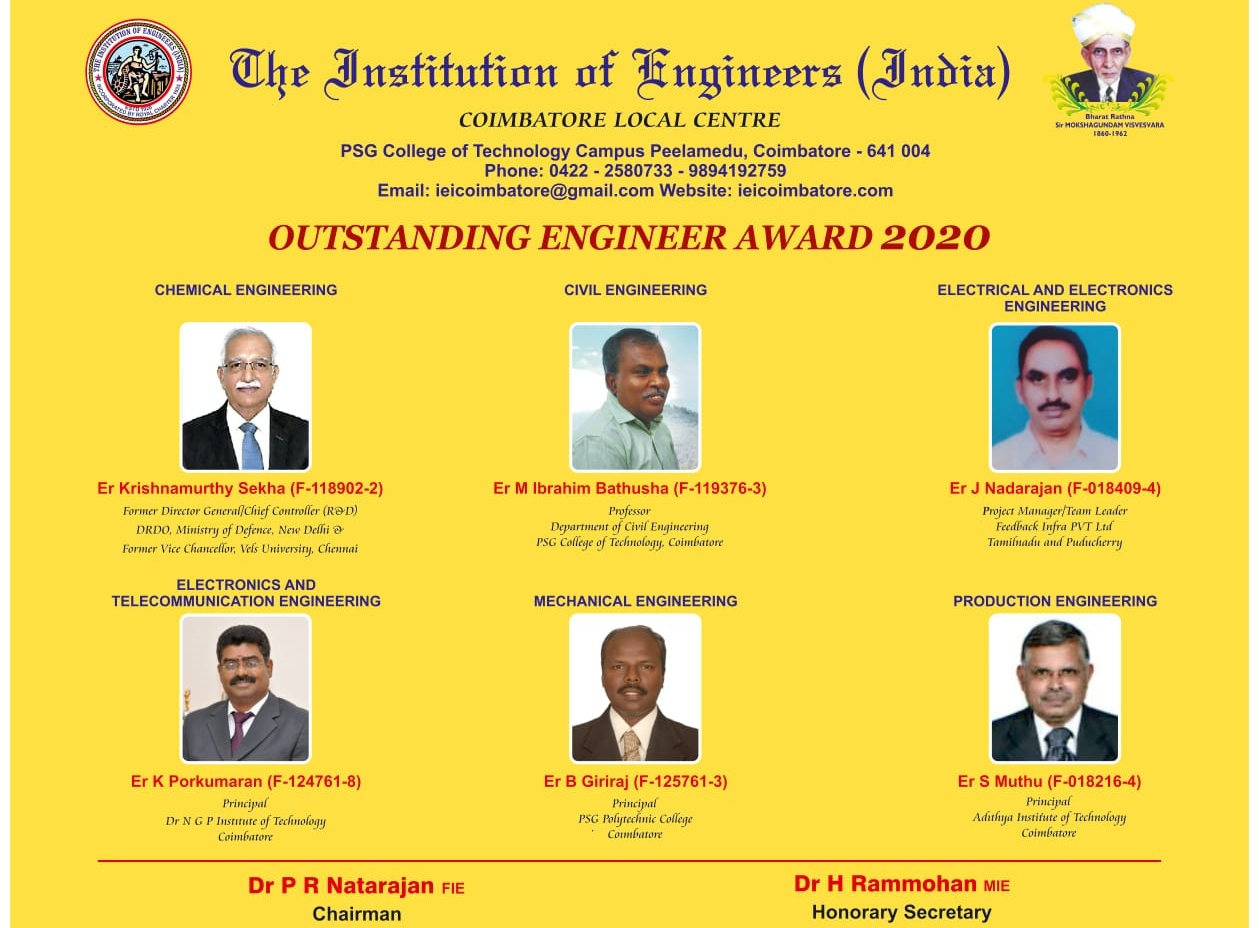 THE INSTITUTION OF ENGINEERS (INDIA)
ESTD 1920
INCORPORATED BY ROYAL CHARTER 1935
The Institution of Engineers (India)
COIMBATORE LOCAL CENTRE
PSG College of Technology Campus Peelamedu, Coimbatore - 641 004
Phone: 0422 - 2580733 - 9894192759
Email: ieicoimbatore@gmail.com Website: ieicoimbatore.com
Bharat Rathna
Sir MOKSHAGUNDAM VISVESVARA
1860-1962
OUTSTANDING ENGINEER AWARD 2020
CHEMICAL ENGINEERING
Er Krishnamurthy Sekha (F-118902-2)
Former Director General/Chief Controller (R&D)
DRDO, Ministry of Defence, New Delhi &
Former Vice Chancellor, Vels University, Chennai
CIVIL ENGINEERING
Er M Ibrahim Bathusha (F-119376-3)
Professor
Department of Civil Engineering
PSG College of Technology, Coimbatore
ELECTRICAL AND ELECTRONICS
ENGINEERING
Er J Nadarajan (F-018409-4)
Project Manager/Team Leader
Feedback Infra PVT Ltd
Tamilnadu and Puducherry
ELECTRONICS AND
TELECOMMUNICATION ENGINEERING
Er K Porkumaran (F-124761-8)
Principal
Dr N G P Institute of Technology
Coimbatore
MECHANICAL ENGINEERING
Er B Giriraj (F-125761-3)
Principal
PSG Polytechnic College
Coimbatore
PRODUCTION ENGINEERING
Er S Muthu (F-018216-4)
Principal
Adithya Institute of Technology
Coimbatore
Dr P R Natarajan FIE
Chairman
Dr H Rammohan MIE
Honorary Secretary